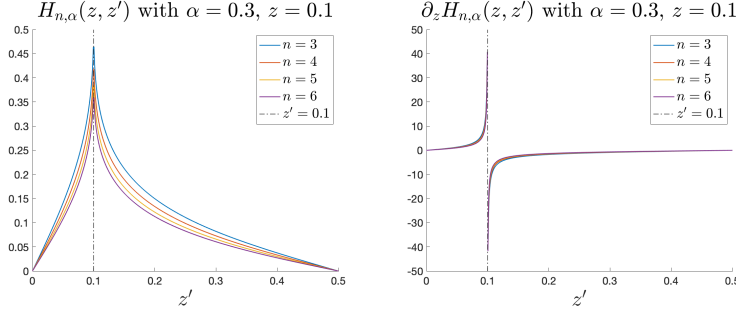 H_{n,α}(z, z′) with α = 0.3, z = 0.1
0.5
0.45
0.4
0.35
0.3
0.25
0.2
0.15
0.1
0.05
0
n = 3
n = 4
n = 5
n = 6
z′ = 0.1
0 0.1 0.2 0.3 0.4 0.5
z′
∂_z H_{n,α}(z, z′) with α = 0.3, z = 0.1
50
40
30
20
10
0
-10
-20
-30
-40
-50
n = 3
n = 4
n = 5
n = 6
z′ = 0.1
0 0.1 0.2 0.3 0.4 0.5
z′